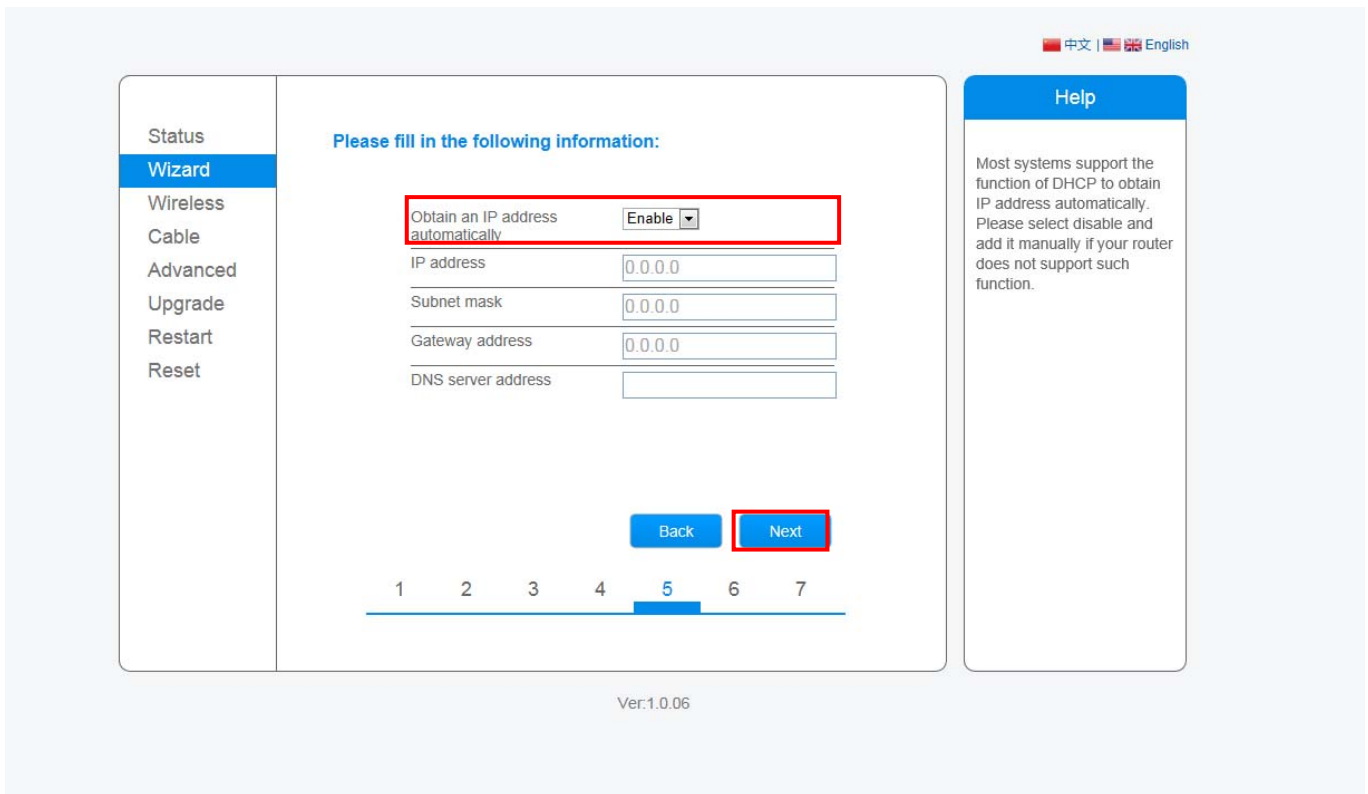 中文 | English
Status
Wizard
Wireless
Cable
Advanced
Upgrade
Restart
Reset
Please fill in the following information:
Obtain an IP address
automatically
Enable
IP address
0.0.0.0
Subnet mask
0.0.0.0
Gateway address
0.0.0.0
DNS server address
Back
Next
1 2 3 4 5 6 7
Help
Most systems support the
function of DHCP to obtain
IP address automatically.
Please select disable and
add it manually if your router
does not support such
function.
Ver:1.0.06